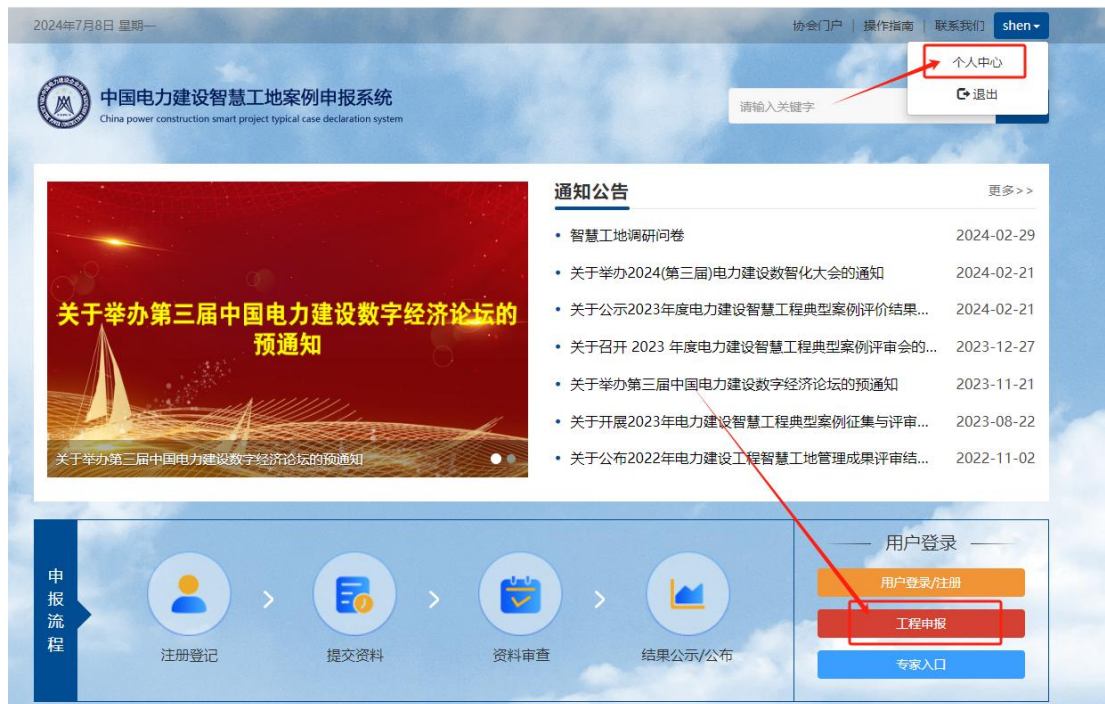 2024年7月8日 星期一
协会门户 | 操作指南 | 联系我们 shen
个人中心
退出
中国电力建设智慧工地案例申报系统
China power construction smart project typical case declaration system
请输入关键字
关于举办第三届中国电力建设数字经济论坛的
预通知
关于举办第三届中国电力建设数字经济论坛的预通知
通知公告 更多>>
• 智慧工地调研问卷 2024-02-29
• 关于举办2024(第三届)电力建设数智化大会的通知 2024-02-21
• 关于公示2023年度电力建设智慧工程典型案例评价结果... 2024-02-21
• 关于召开 2023 年度电力建设智慧工程典型案例评审会的... 2023-12-27
• 关于举办第三届中国电力建设数字经济论坛的预通知 2023-11-21
• 关于开展2023年电力建设智慧工程典型案例征集与评审... 2023-08-22
• 关于公布2022年电力建设工程智慧工地管理成果评审结... 2022-11-02
申报流程
注册登记
提交资料
资料审查
结果公示/公布
用户登录
用户登录/注册
工程申报
专家入口